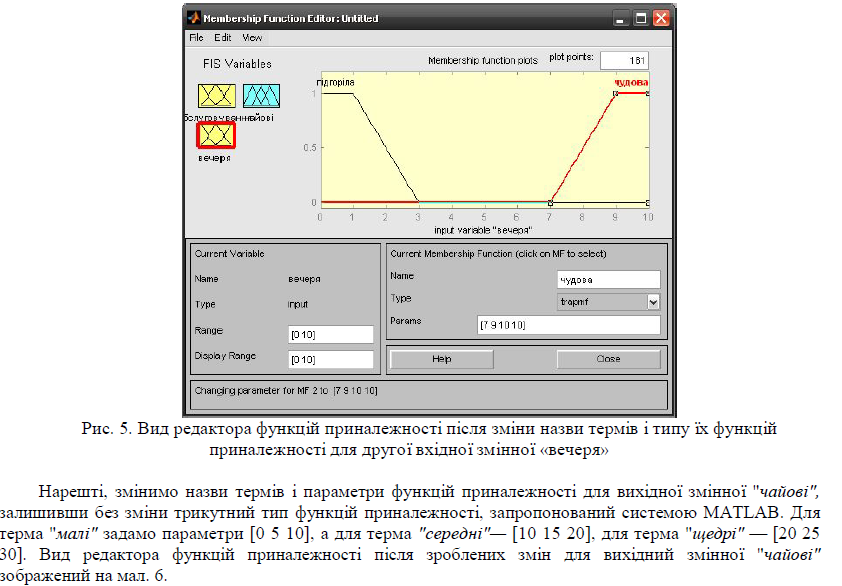 Membership Function Editor: Untitled
File Edit View
FIS Variables
Membership function plots
plot points:
181
обслуговування
чайові
вечеря
підгоріла
чудова
1
0.5
0
0 1 2 3 4 5 6 7 8 9 10
input variable "вечеря"
Current Variable
Name вечеря
Type input
Range [0 10]
Display Range [0 10]
Current Membership Function (click on MF to select)
Name чудова
Type trapmf
Params [7 9 10 10]
Help Close
Changing parameter for MF 2 to [7 9 10 10]
Рис. 5. Вид редактора функцій приналежності після зміни назви термів і типу їх функцій
приналежності для другої вхідної змінної «вечеря»
Нарешті, змінимо назви термів і параметри функцій приналежності для вихідної змінної "чайові",
залишивши без зміни трикутний тип функцій приналежності, запропонований системою MATLAB. Для
терма "малі" задамо параметри [0 5 10], а для терма "середні"— [10 15 20], для терма "щедрі" — [20 25
30]. Вид редактора функцій приналежності після зроблених змін для вихідний змінної "чайові"
зображений на мал. 6.